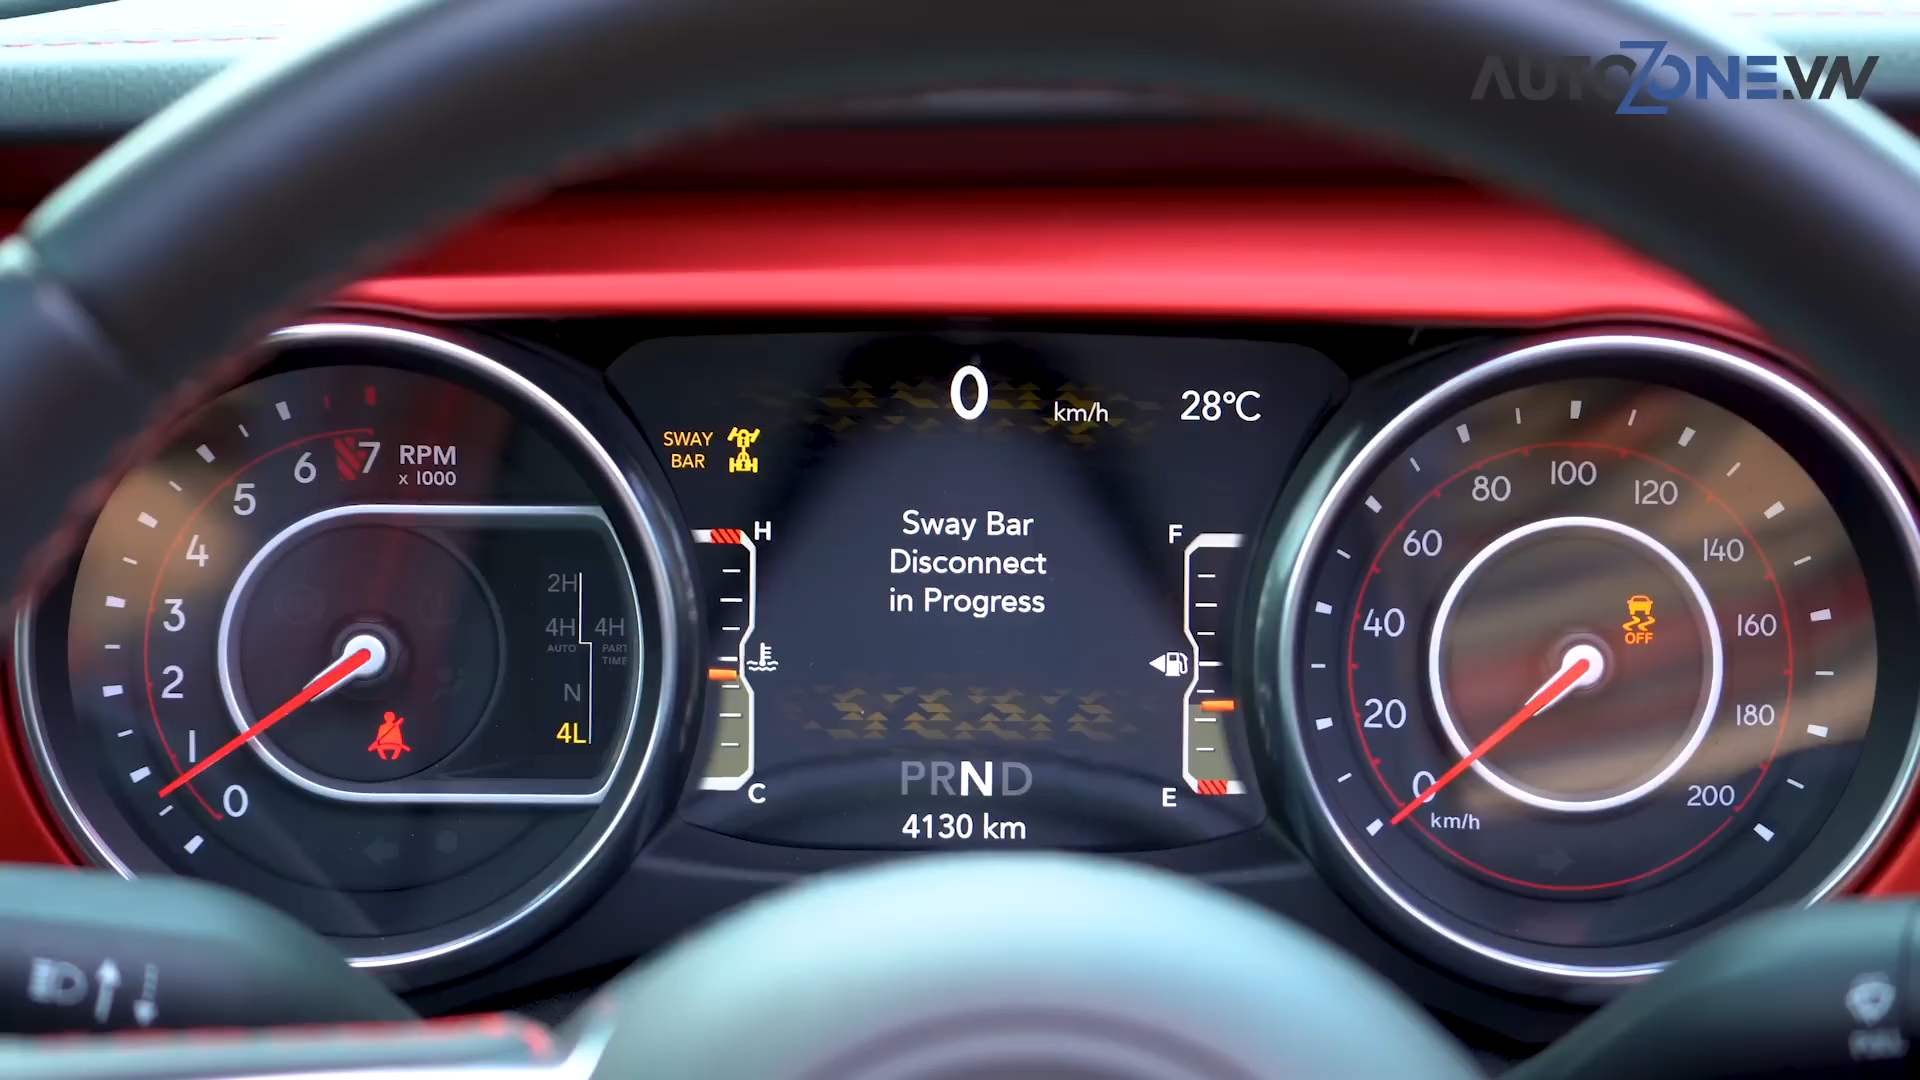 AUTOZONE.VN
0 km/h
28°C
SWAY
BAR
Sway Bar
Disconnect
in Progress
H
C
F
E
PRND
4130 km
RPM
x 1000
0
1
2
3
4
5
6
7
2H
4H
AUTO
4H
PART
TIME
N
4L
0
20
40
60
80
100
120
140
160
180
200
km/h
OFF